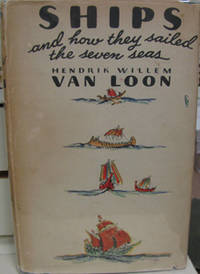 SHIPS
and how they sailed
the seven seas
HENDRIK WILLEM
VAN LOON